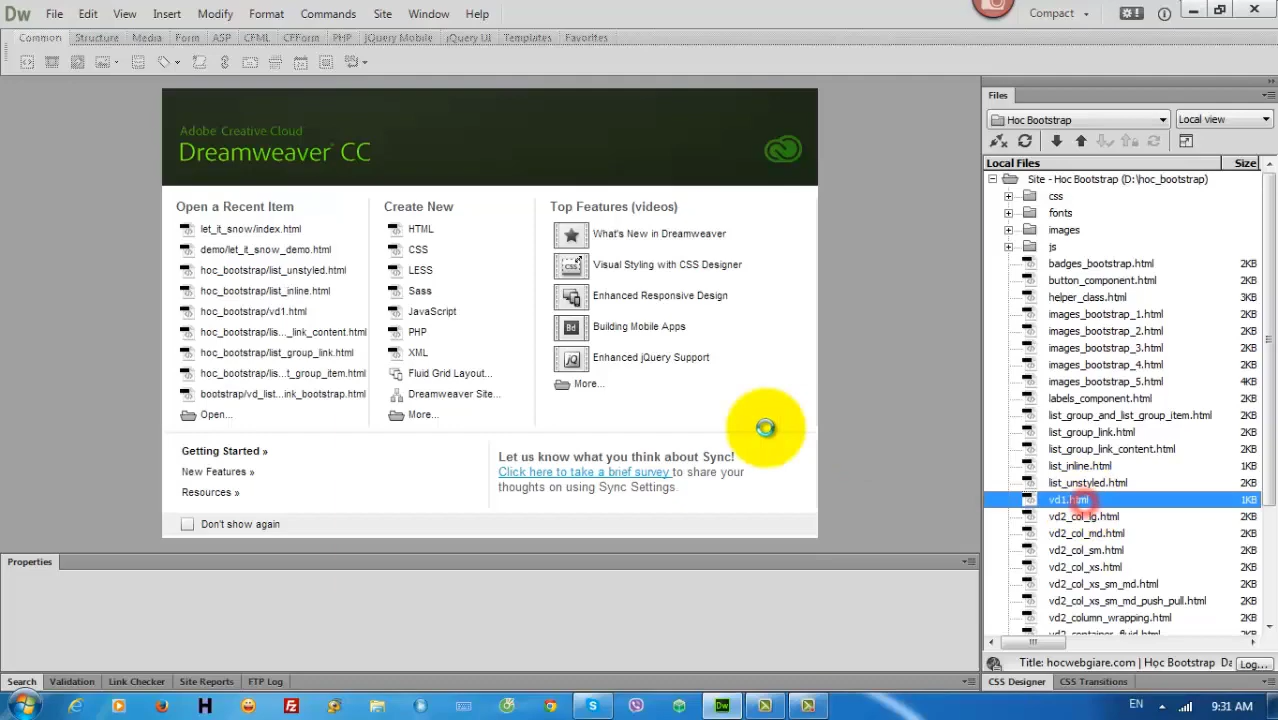 Dw File Edit View Insert Modify Format Commands Site Window Help Compact
Common Structure Media Form ASP CFML CFForm PHP jQuery Mobile jQuery UI Templates Favorites
Adobe Creative Cloud
Dreamweaver CC
Open a Recent Item
let_it_snow/index.html
demo/let_it_snow_demo.html
hoc_bootstrap/list_unstyled.html
hoc_bootstrap/list_inline.html
hoc_bootstrap/vd1.html
hoc_bootstrap/lis..._link_content.html
hoc_bootstrap/list_group_link.html
hoc_bootstrap/lis...t_group_item.html
bootstrap/vd_list...ink_bootstrap.html
Open...
Create New
HTML
CSS
LESS
Sass
JavaScript
PHP
XML
Fluid Grid Layout...
Dreamweaver Site...
More...
Top Features (videos)
What's New in Dreamweaver
Visual Styling with CSS Designer
Enhanced Responsive Design
Bd Building Mobile Apps
Enhanced jQuery Support
More...
Getting Started »
New Features »
Resources »
Let us know what you think about Sync!
Click here to take a brief survey to share your
thoughts on using Sync Settings.
Don't show again
Properties
Search Validation Link Checker Site Reports FTP Log
Files
Hoc Bootstrap Local view
Local Files Size
Site - Hoc Bootstrap (D:\hoc_bootstrap)
css
fonts
images
js
badges_bootstrap.html 2KB
button_component.html 2KB
helper_class.html 1KB
images_bootstrap_1.html 2KB
images_bootstrap_2.html 2KB
images_bootstrap_3.html 2KB
images_bootstrap_4.html 2KB
images_bootstrap_5.html 4KB
labels_component.html 2KB
list_group_and_list_group_item.html 2KB
list_group_link.html 2KB
list_group_link_content.html 2KB
list_inline.html 2KB
list_unstyled.html 2KB
vd1.html 1KB
vd2_col_lg.html 2KB
vd2_col_md.html 2KB
vd2_col_sm.html 2KB
vd2_col_xs.html 2KB
vd2_col_xs_sm_md.html 2KB
vd2_col_xs_sm_md_push_pull.h 2KB
vd2_column_wrapping.html 2KB
vd2_container_fluid.html 2KB
Title: hocwebgiare.com | Học Bootstrap Log...
CSS Designer CSS Transitions
EN 9:31 AM